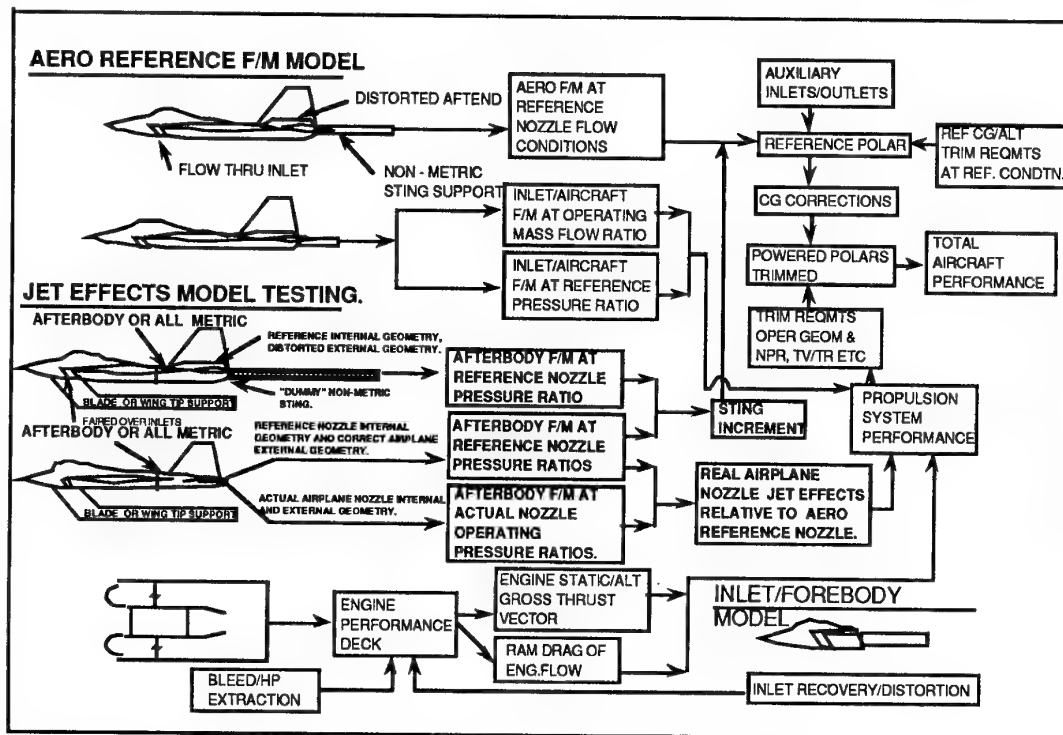 AERO REFERENCE F/M MODEL
DISTORTED AFTEND
FLOW THRU INLET
NON - METRIC
STING SUPPORT
AERO F/M AT
REFERENCE
NOZZLE FLOW
CONDITIONS
INLET/AIRCRAFT
F/M AT OPERATING
MASS FLOW RATIO
INLET/AIRCRAFT
F/M AT REFERENCE
PRESSURE RATIO
AUXILIARY
INLETS/OUTLETS
REFERENCE POLAR
REF CG/ALT
TRIM REQMTS
AT REF. CONDTN.
CG CORRECTIONS
POWERED POLARS
TRIMMED
TOTAL
AIRCRAFT
PERFORMANCE
TRIM REQMTS
OPER GEOM &
NPR, TV/TR ETC
JET EFFECTS MODEL TESTING.
AFTERBODY OR ALL METRIC
REFERENCE INTERNAL GEOMETRY,
DISTORTED EXTERNAL GEOMETRY.
BLADE OR WING TIP SUPPORT
"DUMMY" NON-METRIC
STING.
FAIRED OVER INLETS
AFTERBODY F/M AT
REFERENCE NOZZLE
PRESSURE RATIO
AFTERBODY OR ALL METRIC
REFERENCE NOZZLE INTERNAL
GEOMETRY AND CORRECT AIRPLANE
EXTERNAL GEOMETRY.
AFTERBODY F/M AT
REFERENCE NOZZLE
PRESSURE RATIOS
BLADE OR WING TIP SUPPORT
ACTUAL AIRPLANE NOZZLE INTERNAL
AND EXTERNAL GEOMETRY.
AFTERBODY F/M AT
ACTUAL NOZZLE
OPERATING
PRESSURE RATIOS.
STING
INCREMENT
PROPULSION
SYSTEM
PERFORMANCE
REAL AIRPLANE
NOZZLE JET EFFECTS
RELATIVE TO AERO
REFERENCE NOZZLE.
ENGINE
PERFORMANCE
DECK
ENGINE STATIC/ALT
GROSS THRUST
VECTOR
RAM DRAG OF
ENG.FLOW
INLET/FOREBODY
MODEL
BLEED/HP
EXTRACTION
INLET RECOVERY/DISTORTION